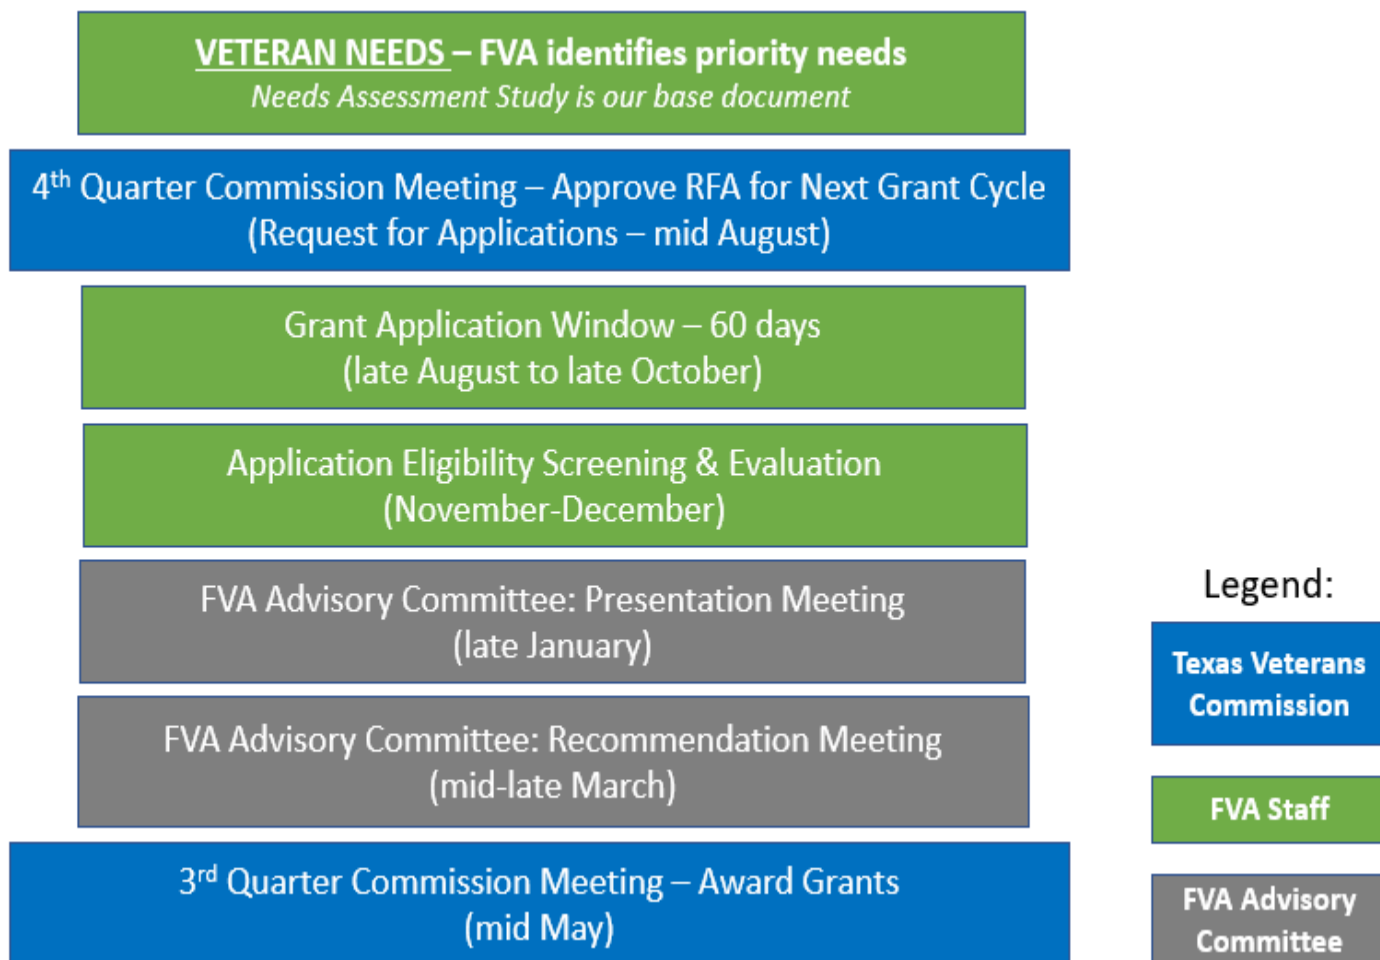 VETERAN NEEDS – FVA identifies priority needs
Needs Assessment Study is our base document
4th Quarter Commission Meeting – Approve RFA for Next Grant Cycle
(Request for Applications – mid August)
Grant Application Window – 60 days
(late August to late October)
Application Eligibility Screening & Evaluation
(November-December)
FVA Advisory Committee: Presentation Meeting
(late January)
FVA Advisory Committee: Recommendation Meeting
(mid-late March)
3rd Quarter Commission Meeting – Award Grants
(mid May)
Legend:
Texas Veterans
Commission
FVA Staff
FVA Advisory
Committee